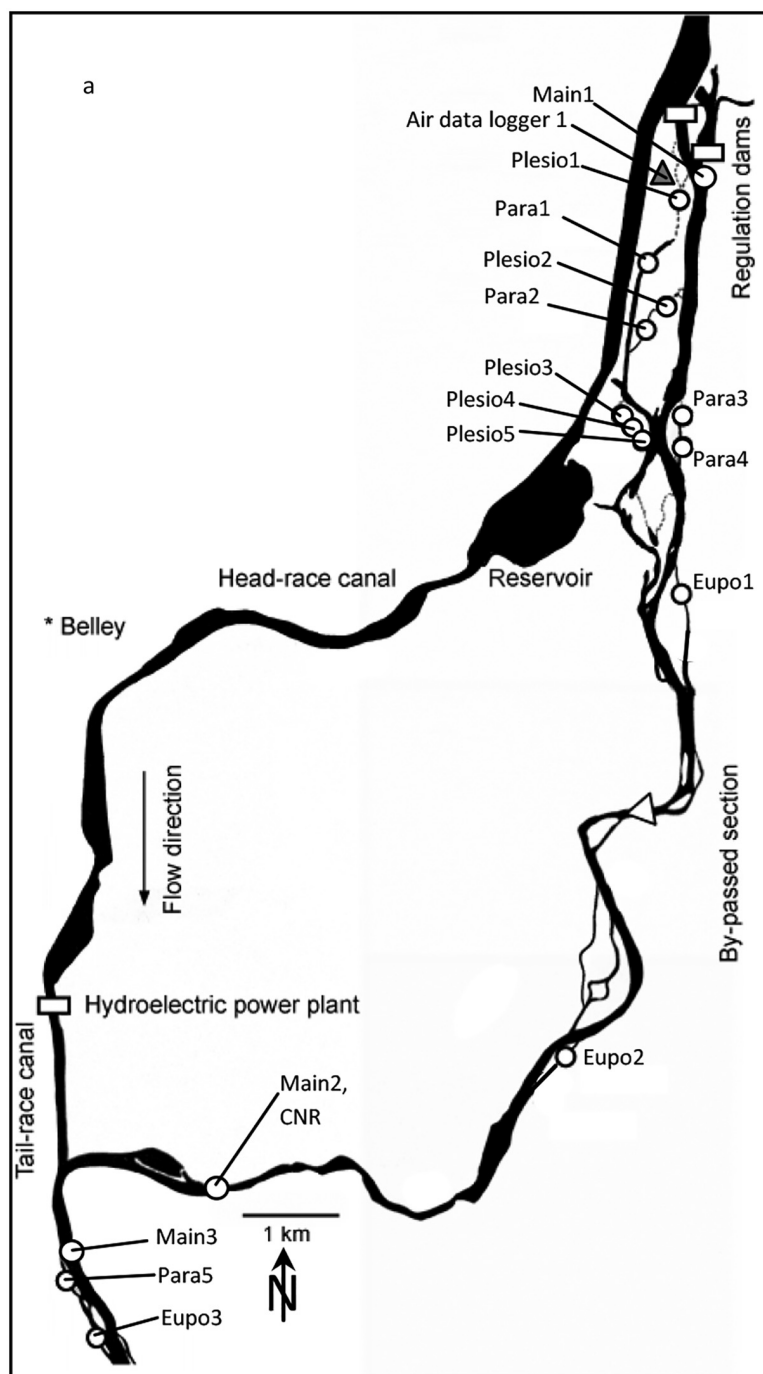 a
Main1
Air data logger 1
Plesio1
Para1
Plesio2
Para2
Plesio3
Plesio4
Plesio5
Regulation dams
Para3
Para4
Eupo1
Head-race canal
Reservoir
* Belley
Flow direction
By-passed section
Hydroelectric power plant
Tail-race canal
Eupo2
Main2,
CNR
1 km
N
Main3
Para5
Eupo3